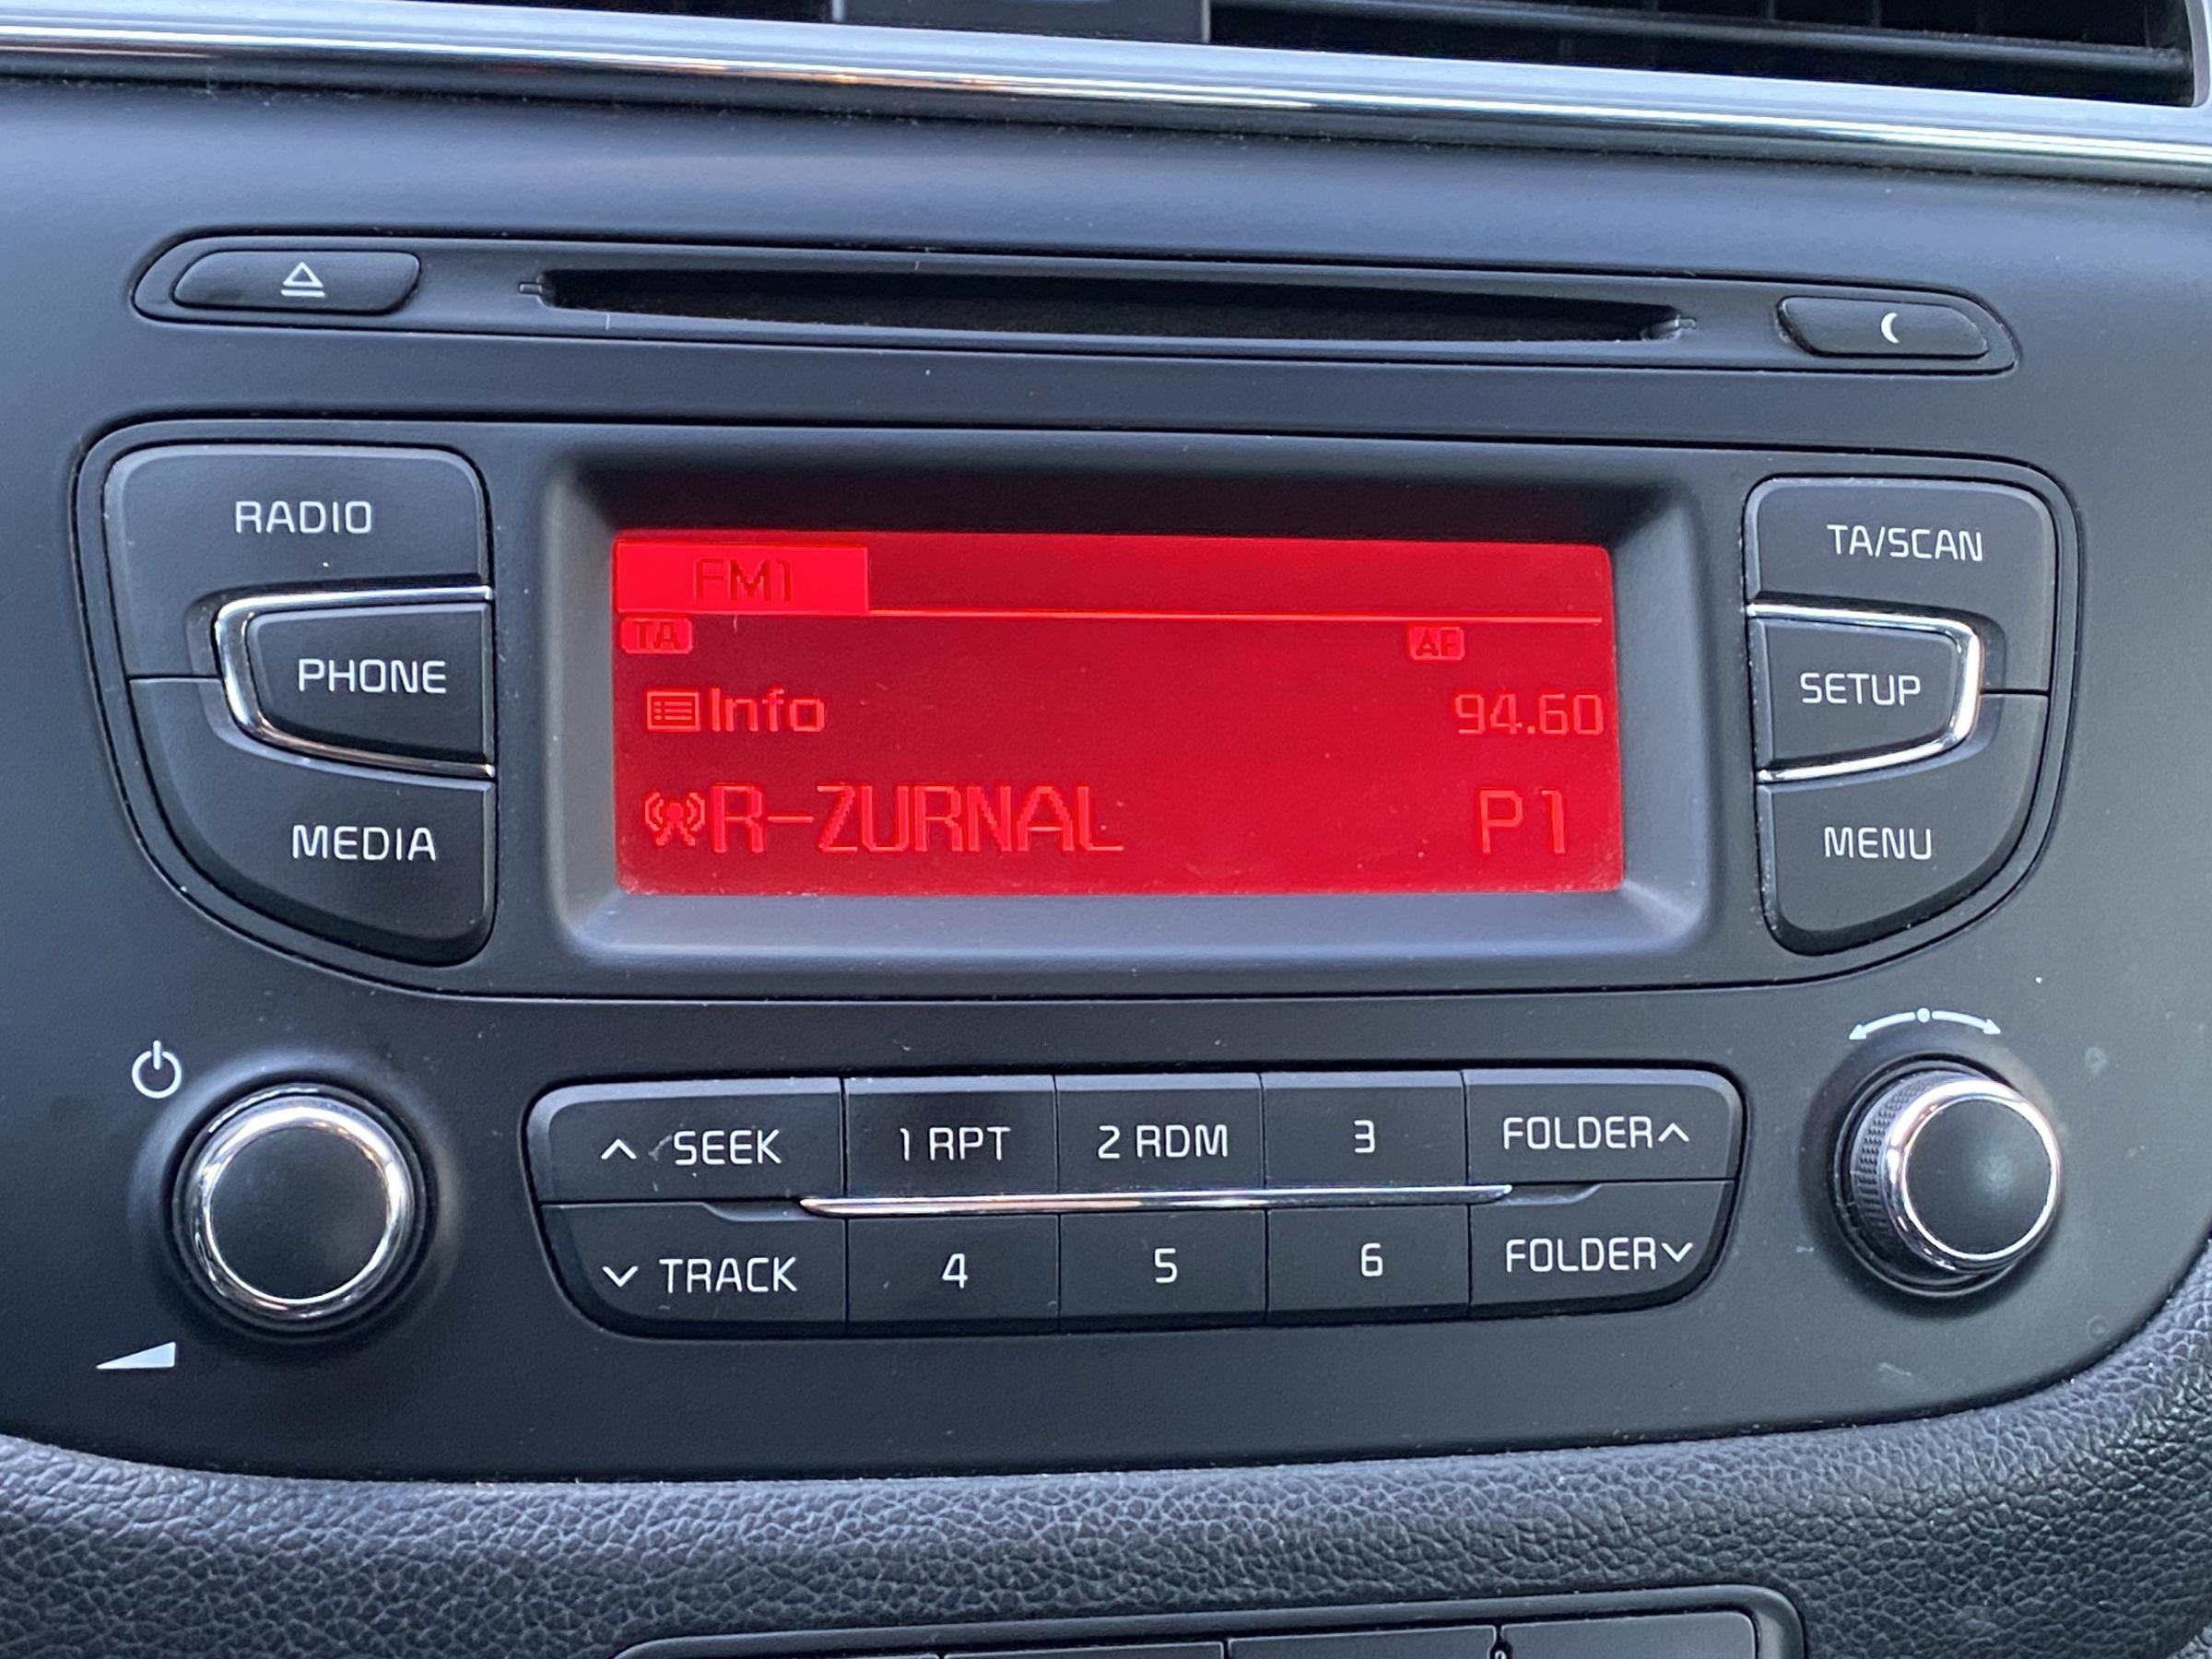 RADIO
PHONE
MEDIA
FM1
TA AF
Info 94.60
R-ZURNAL P1
TA/SCAN
SETUP
MENU
SEEK 1 RPT 2 RDM 3 FOLDER
TRACK 4 5 6 FOLDER